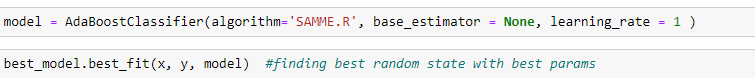 model = AdaBoostClassifier(algorithm='SAMME.R', base_estimator = None, learning_rate = 1 )
best_model.best_fit(x, y, model)  #finding best random state with best params